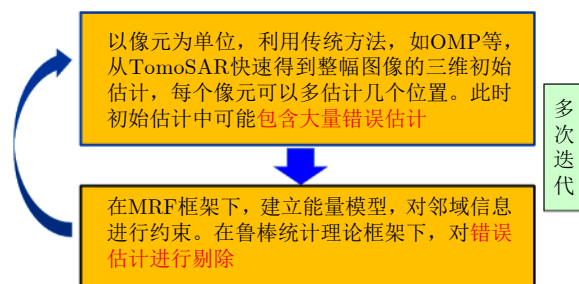 以像元为单位，利用传统方法，如OMP等，
从TomoSAR快速得到整幅图像的三维初始
估计，每个像元可以多估计几个位置。此时
初始估计中可能包含大量错误估计
多次迭代
在MRF框架下，建立能量模型，对邻域信息
进行约束。在鲁棒统计理论框架下，对错误
估计进行剔除